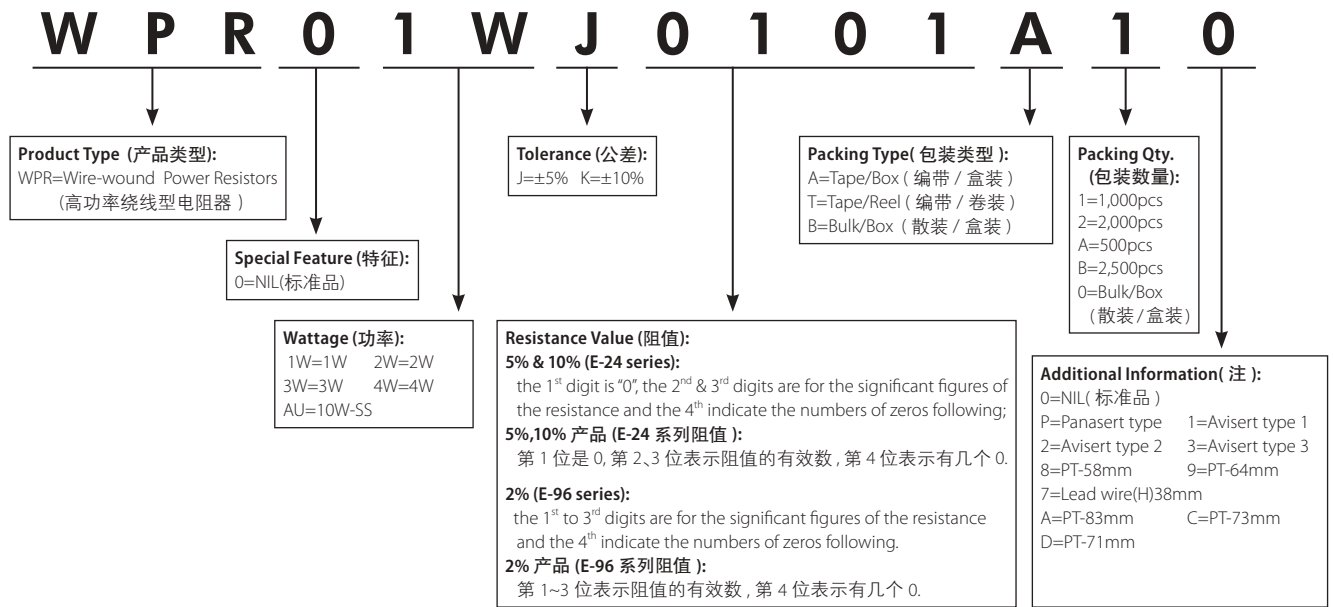 W P R 0 1 W J 0 1 0 1 A 1 0
Product Type (产品类型):
WPR=Wire-wound Power Resistors
(高功率绕线型电阻器)
Special Feature (特征):
0=NIL(标准品)
Wattage (功率):
1W=1W 2W=2W
3W=3W 4W=4W
AU=10W-SS
Tolerance (公差):
J=±5% K=±10%
Resistance Value (阻值):
5% & 10% (E-24 series):
the 1st digit is “0”, the 2nd & 3rd digits are for the significant figures of
the resistance and the 4th indicate the numbers of zeros following;
5%,10% 产品 (E-24 系列阻值 ):
第 1 位是 0, 第 2、3 位表示阻值的有效数 , 第 4 位表示有几个 0.
2% (E-96 series):
the 1st to 3rd digits are for the significant figures of the resistance
and the 4th indicate the numbers of zeros following.
2% 产品 (E-96 系列阻值 ):
第 1~3 位表示阻值的有效数 , 第 4 位表示有几个 0.
Packing Type( 包装类型 ):
A=Tape/Box ( 编带 / 盒装 )
T=Tape/Reel ( 编带 / 卷装 )
B=Bulk/Box ( 散装 / 盒装 )
Packing Qty.
(包装数量):
1=1,000pcs
2=2,000pcs
A=500pcs
B=2,500pcs
0=Bulk/Box
(散装/盒装)
Additional Information( 注 ):
0=NIL( 标准品 )
P=Panasert type 1=Avisert type 1
2=Avisert type 2 3=Avisert type 3
8=PT-58mm 9=PT-64mm
7=Lead wire(H)38mm
A=PT-83mm C=PT-73mm
D=PT-71mm